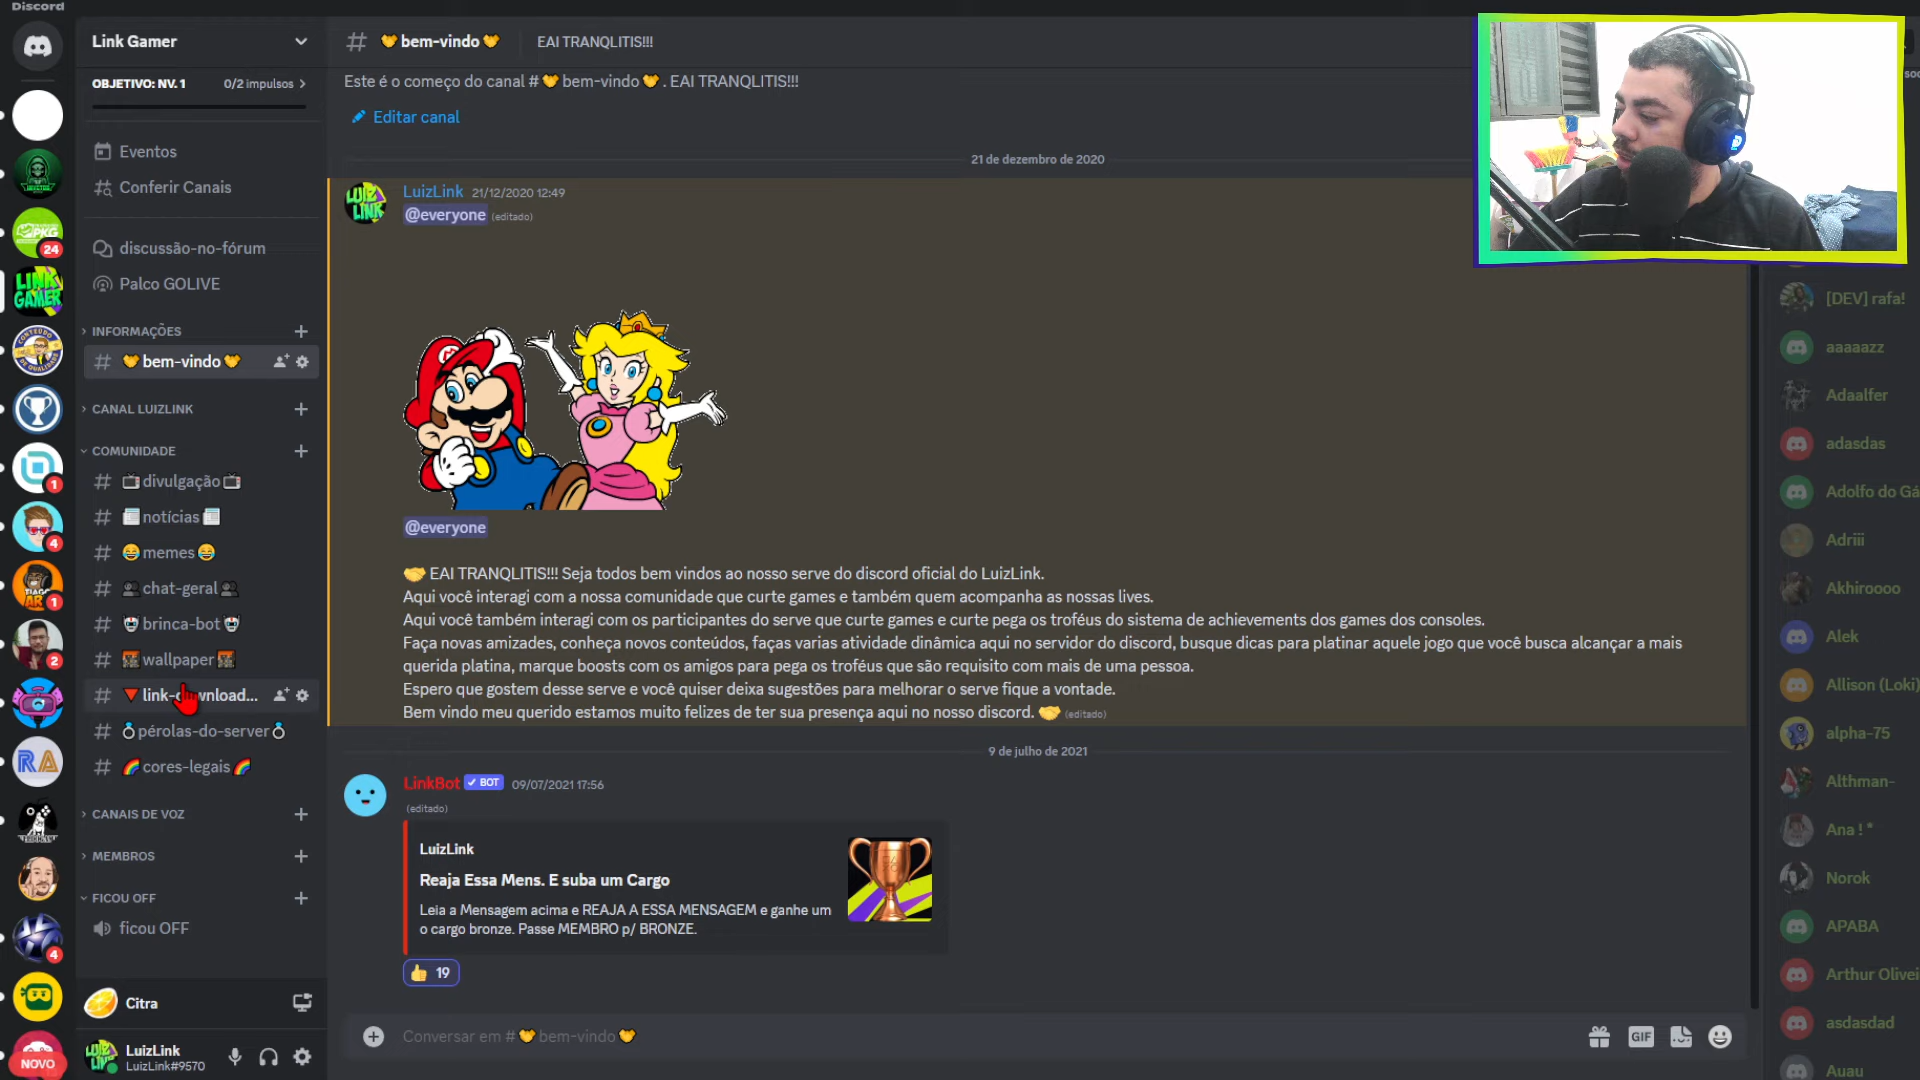 Discord
Link Gamer
# bem-vindo
EAI TRANQLITIS!!!
OBJETIVO: NV. 1
0/2 impulsos
Eventos
Conferir Canais
discussão-no-fórum
Palco GOLIVE
INFORMAÇÕES
# bem-vindo
CANAL LUIZLINK
COMUNIDADE
# divulgação
# notícias
# memes
# chat-geral
# brinca-bot
# wallpaper
# pérolas-do-server
# cores-legais
CANAIS DE VOZ
MEMBROS
FICOU OFF
ficou OFF
Citra
LuizLink
LuizLink#9570
24
LINK
GAMER
1
4
1
2
RA
4
NOVO
Este é o começo do canal # bem-vindo . EAI TRANQLITIS!!!
Editar canal
21 de dezembro de 2020
LuizLink 21/12/2020 12:49
@everyone (editado)
@everyone
EAI TRANQLITIS!!! Seja todos bem vindos ao nosso serve do discord oficial do LuizLink.
Aqui você interagi com a nossa comunidade que curte games e também quem acompanha as nossas lives.
Aqui você também interagi com os participantes do serve que curte games e curte pega os troféus do sistema de achievements dos games dos consoles.
Faça novas amizades, conheça novos conteúdos, faças varias atividade dinâmica aqui no servidor do discord, busque dicas para platinar aquele jogo que você busca alcançar a mais
querida platina, marque boosts com os amigos para pega os troféus que são requisito com mais de uma pessoa.
Espero que gostem desse serve e você quiser deixa sugestões para melhorar o serve fique a vontade.
Bem vindo meu querido estamos muito felizes de ter sua presença aqui no nosso discord. (editado)
9 de julho de 2021
LinkBot BOT 09/07/2021 17:56
(editado)
LuizLink
Reaja Essa Mens. E suba um Cargo
Leia a Mensagem acima e REAJA A ESSA MENSAGEM e ganhe um
o cargo bronze. Passe MEMBRO p/ BRONZE.
19
Conversar em # bem-vindo
GIF
[DEV] rafa!
aaaaazz
Adaalfer
adasdas
Adolfo do Gá
Adriii
Akhiroooo
Alek
Allison (Loki)
alpha-75
Althman-
Ana ! *
Norok
APABA
Arthur Olivei
asdasdad
Auau